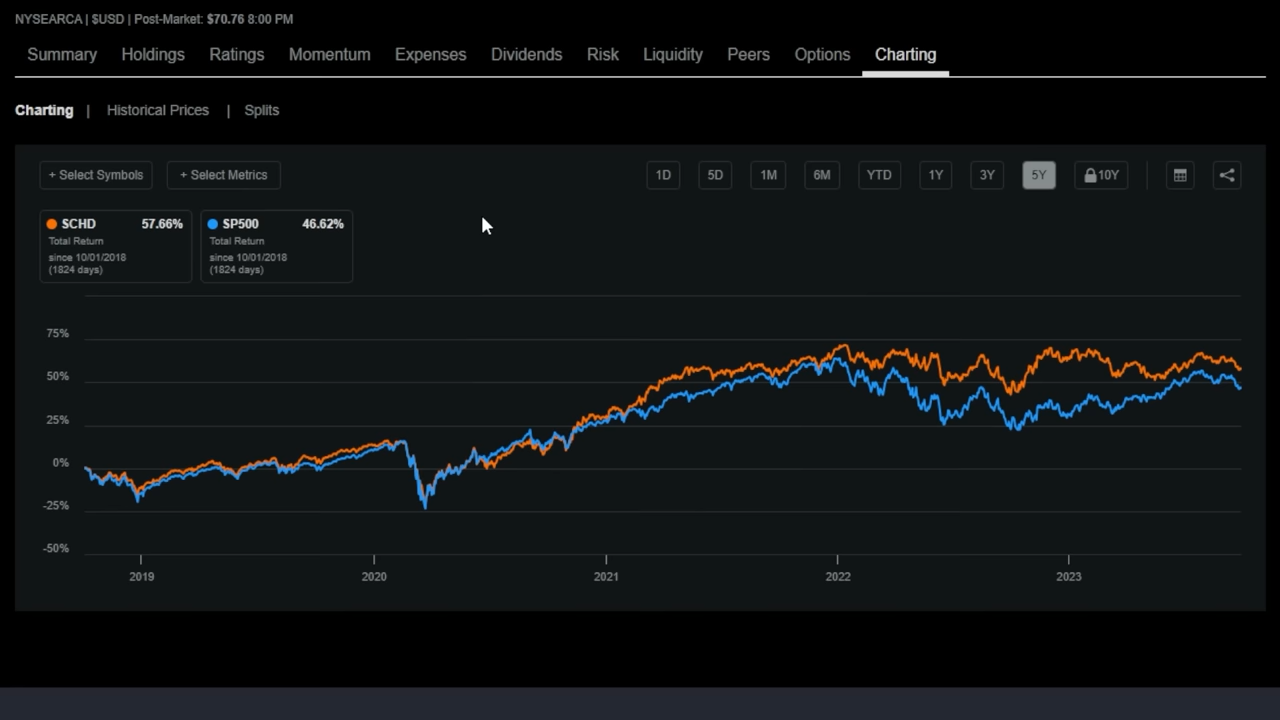 NYSEARCA | $USD | Post-Market: $70.76 8:00 PM
Summary Holdings Ratings Momentum Expenses Dividends Risk Liquidity Peers Options Charting
Charting | Historical Prices | Splits
+ Select Symbols + Select Metrics 1D 5D 1M 6M YTD 1Y 3Y 5Y 10Y
SCHD 57.66% SP500 46.62%
Total Return Total Return
since 10/01/2018 since 10/01/2018
(1824 days) (1824 days)
75%
50%
25%
0%
-25%
-50%
2019 2020 2021 2022 2023